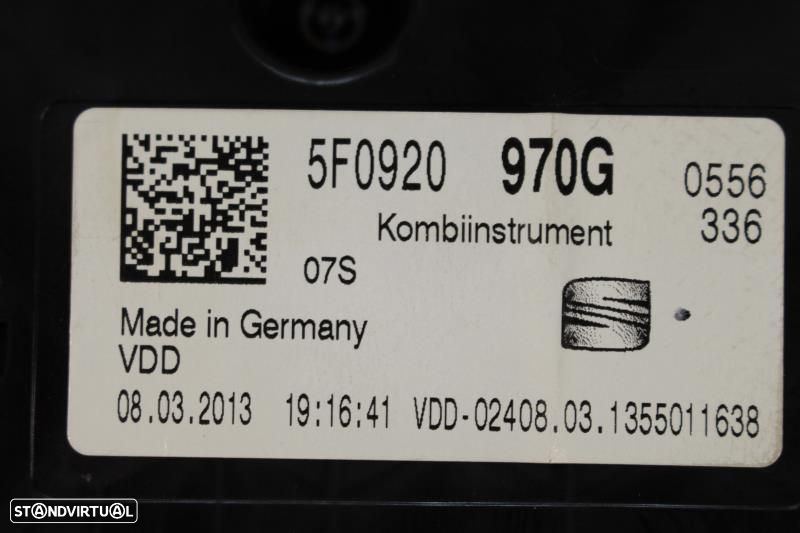 5F0920 970G 0556
Kombiinstrument 336
07S
Made in Germany
VDD
08.03.2013 19:16:41 VDD-02408.03.1355011638
STANDVIRTUAL